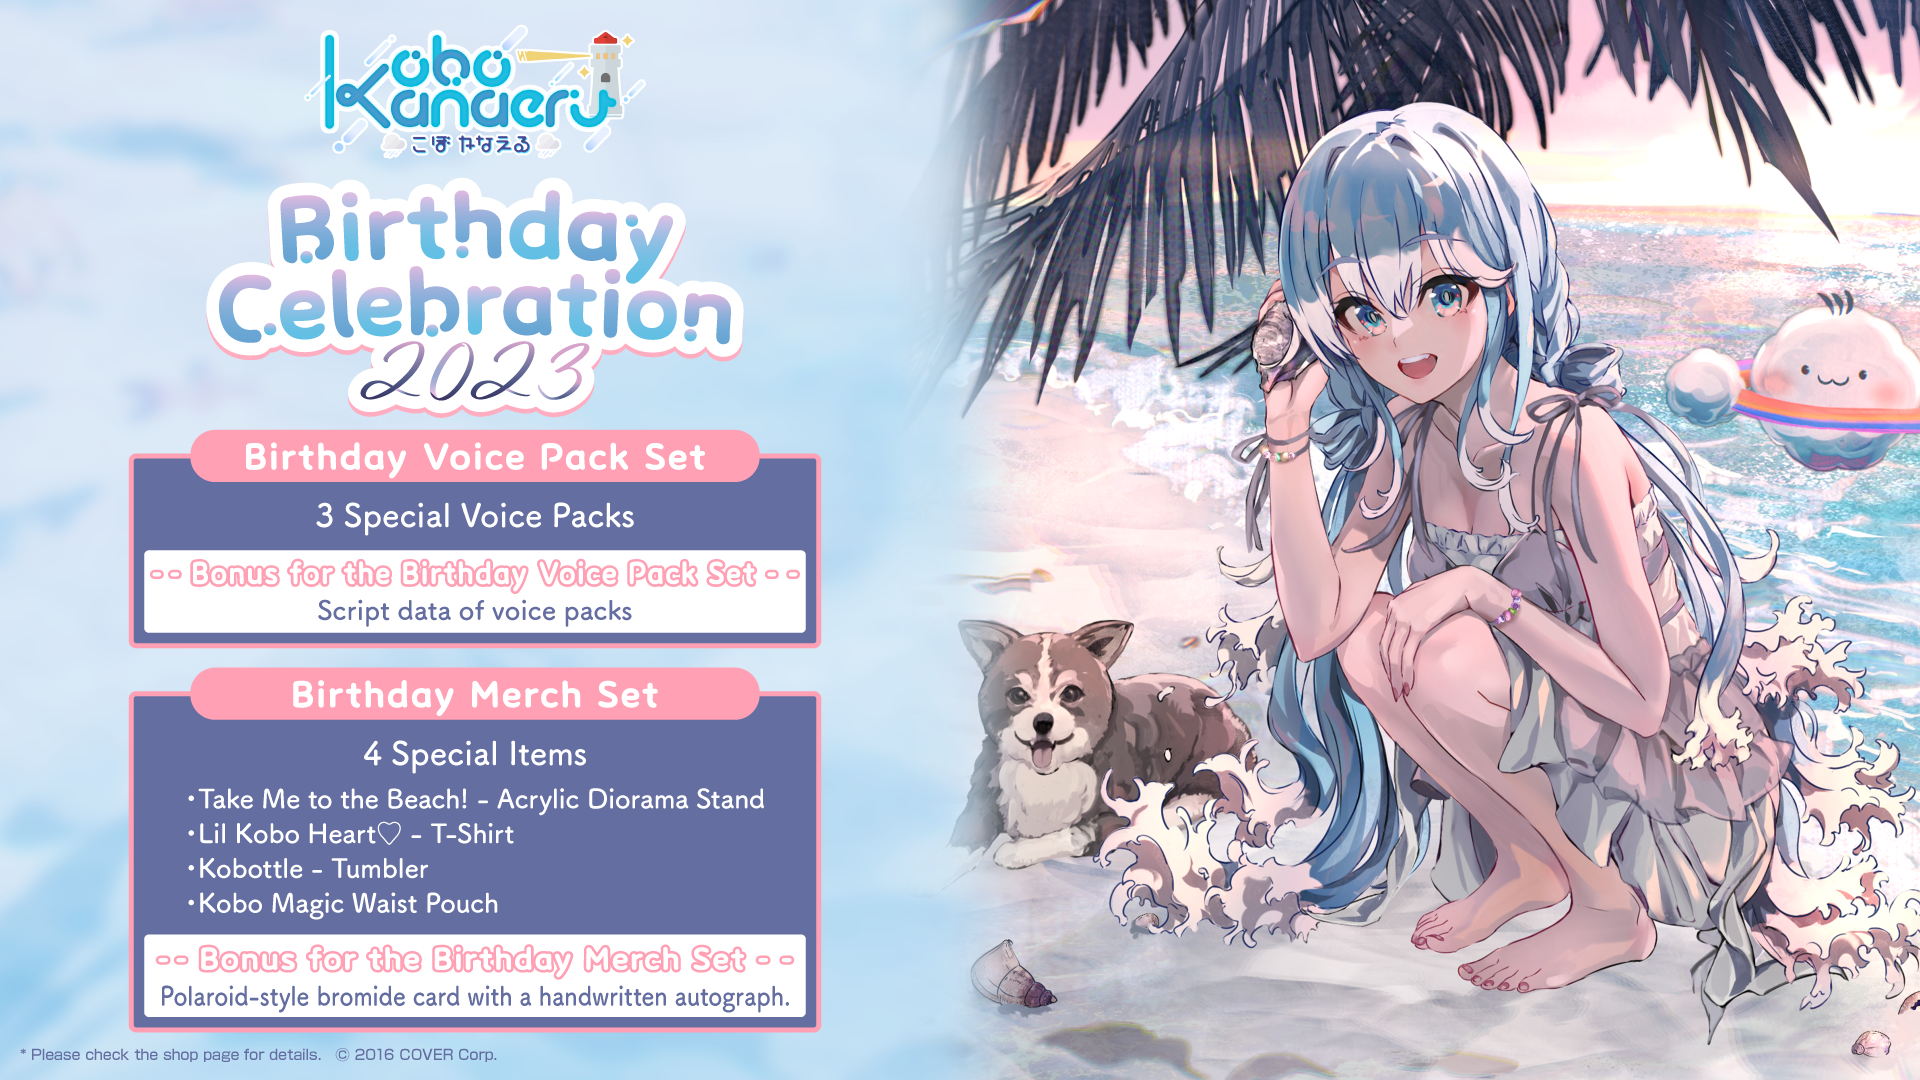 Kobo
Kanaeru
こぼ かなえる
Birthday
Celebration
2023
Birthday Voice Pack Set
3 Special Voice Packs
-- Bonus for the Birthday Voice Pack Set --
Script data of voice packs
Birthday Merch Set
4 Special Items
・Take Me to the Beach! - Acrylic Diorama Stand
・Lil Kobo Heart♡ - T-Shirt
・Kobottle - Tumbler
・Kobo Magic Waist Pouch
-- Bonus for the Birthday Merch Set --
Polaroid-style bromide card with a handwritten autograph.
* Please check the shop page for details. © 2016 COVER Corp.